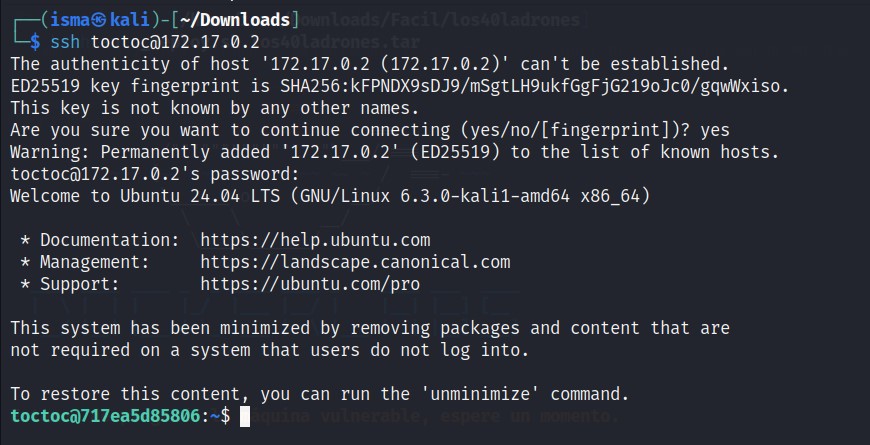 ┌──(isma㉿kali)-[~/Downloads]
└─$ ssh toctoc@172.17.0.2
The authenticity of host '172.17.0.2 (172.17.0.2)' can't be established.
ED25519 key fingerprint is SHA256:kFPNDX9sDJ9/mSgtLH9ukfGgFjG219oJc0/gqwWxiso.
This key is not known by any other names.
Are you sure you want to continue connecting (yes/no/[fingerprint])? yes
Warning: Permanently added '172.17.0.2' (ED25519) to the list of known hosts.
toctoc@172.17.0.2's password:
Welcome to Ubuntu 24.04 LTS (GNU/Linux 6.3.0-kali1-amd64 x86_64)
* Documentation: https://help.ubuntu.com
* Management: https://landscape.canonical.com
* Support: https://ubuntu.com/pro
This system has been minimized by removing packages and content that are
not required on a system that users do not log into.
To restore this content, you can run the 'unminimize' command.
toctoc@717ea5d85806:~$